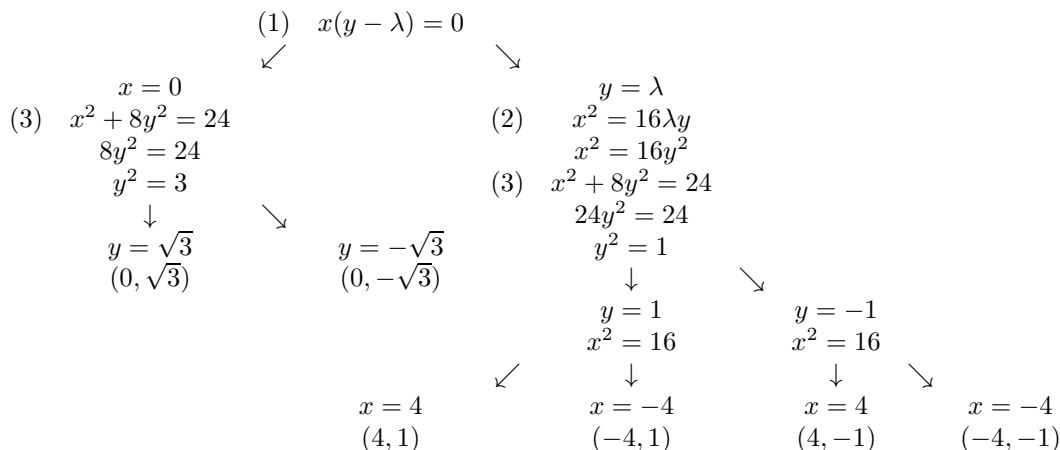 (1) x(y − λ) = 0
↙ ↘
x = 0 y = λ
(3) x² + 8y² = 24 (2) x² = 16λy
8y² = 24 x² = 16y²
y² = 3 (3) x² + 8y² = 24
↓ ↘ 24y² = 24
y = √3 y = −√3 y² = 1
(0, √3) (0, −√3) ↓ ↘
y = 1 y = −1
x² = 16 x² = 16
↙ ↓ ↓ ↘
x = 4 x = −4 x = 4 x = −4
(4, 1) (−4, 1) (4, −1) (−4, −1)